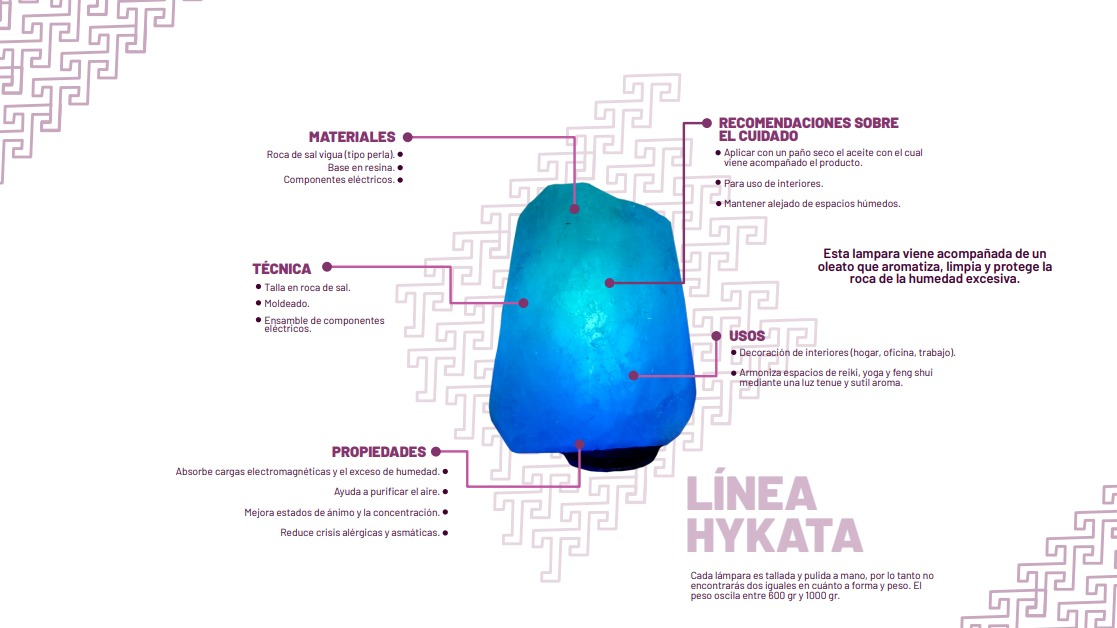 MATERIALES
Roca de sal vigua (tipo perla).
Base en resina.
Componentes eléctricos.
TÉCNICA
Talla en roca de sal.
Moldeado.
Ensamble de componentes
eléctricos.
PROPIEDADES
Absorbe cargas electromagnéticas y el exceso de humedad.
Ayuda a purificar el aire.
Mejora estados de ánimo y la concentración.
Reduce crisis alérgicas y asmáticas.
RECOMENDACIONES SOBRE
EL CUIDADO
Aplicar con un paño seco el aceite con el cual
viene acompañado el producto.
Para uso de interiores.
Mantener alejado de espacios húmedos.
Esta lampara viene acompañada de un
oleato que aromatiza, limpia y protege la
roca de la humedad excesiva.
USOS
Decoración de interiores (hogar, oficina, trabajo).
Armoniza espacios de reiki, yoga y feng shui
mediante una luz tenue y sutil aroma.
LÍNEA
HYKATA
Cada lámpara es tallada y pulida a mano, por lo tanto no
encontrarás dos iguales en cuánto a forma y peso. El
peso oscila entre 600 gr y 1000 gr.